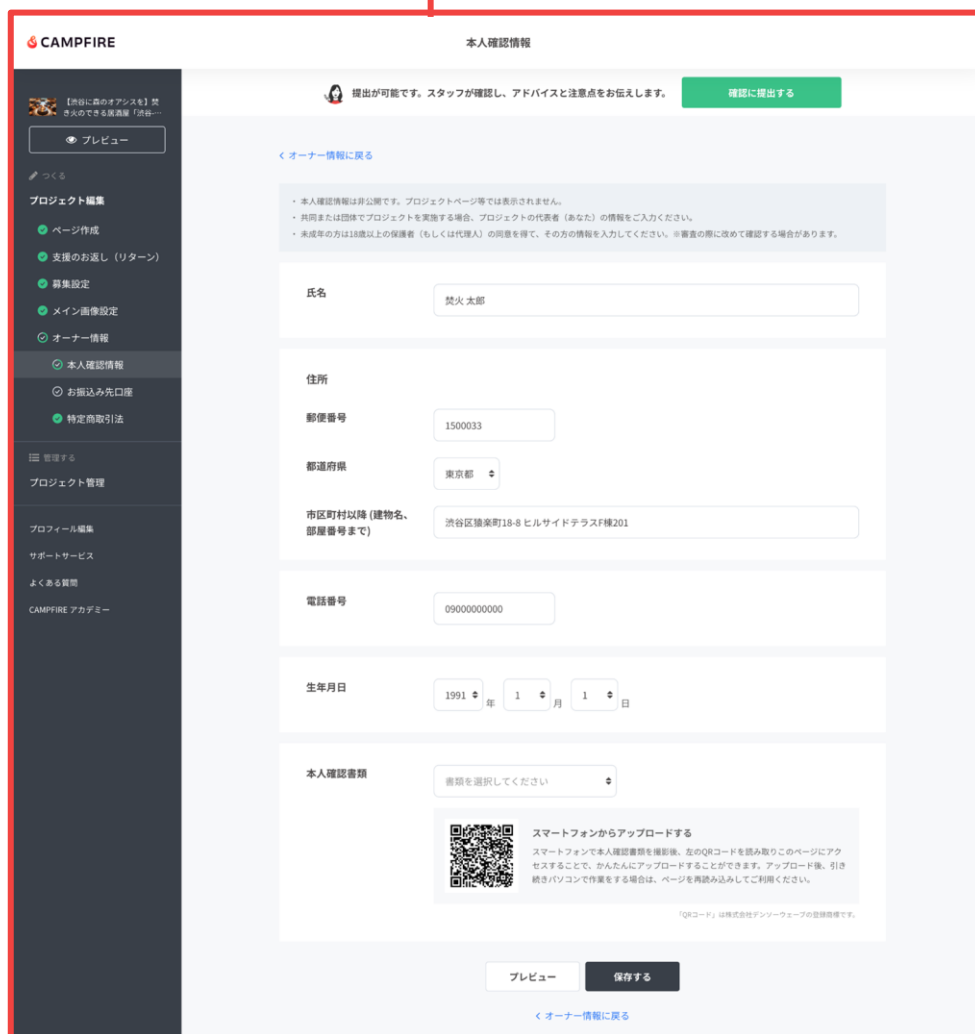 CAMPFIRE
本人確認情報
提出が可能です。スタッフが確認し、アドバイスと注意点をお伝えします。
確認に提出する
【渋谷に森のオアシスを】焚
き火のできる居酒屋「渋谷-…
プレビュー
つくる
プロジェクト編集
ページ作成
支援のお返し（リターン）
募集設定
メイン画像設定
オーナー情報
本人確認情報
お振込み先口座
特定商取引法
管理する
プロジェクト管理
プロフィール編集
サポートサービス
よくある質問
CAMPFIRE アカデミー
< オーナー情報に戻る
・ 本人確認情報は非公開です。プロジェクトページ等では表示されません。
・ 共同または団体でプロジェクトを実施する場合、プロジェクトの代表者（あなた）の情報をご入力ください。
・ 未成年の方は18歳以上の保護者（もしくは代理人）の同意を得て、その方の情報を入力してください。※審査の際に改めて確認する場合があります。
氏名
焚火 太郎
住所
郵便番号
1500033
都道府県
東京都
市区町村以降 (建物名、
部屋番号まで)
渋谷区猿楽町18-8 ヒルサイドテラスF棟201
電話番号
09000000000
生年月日
1991 年 1 月 1 日
本人確認書類
書類を選択してください
スマートフォンからアップロードする
スマートフォンで本人確認書類を撮影後、左のQRコードを読み取りこのページにアク
セスすることで、かんたんにアップロードすることができます。アップロード後、引き
続きパソコンで作業をする場合は、ページを再読み込みしてご利用ください。
「QRコード」は株式会社デンソーウェーブの登録商標です。
プレビュー
保存する
< オーナー情報に戻る